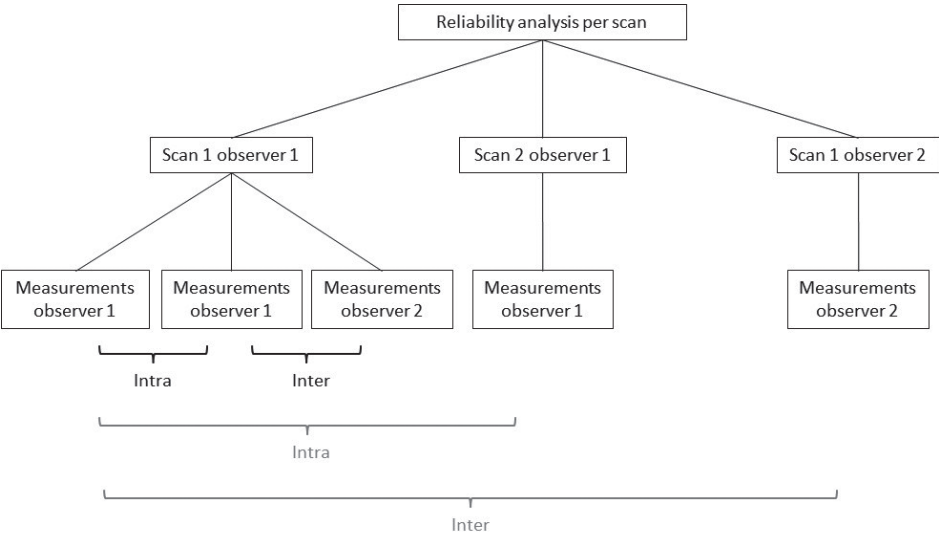 Reliability analysis per scan
Scan 1 observer 1
Scan 2 observer 1
Scan 1 observer 2
Measurements
observer 1
Measurements
observer 1
Measurements
observer 2
Measurements
observer 1
Measurements
observer 2
Intra
Inter
Intra
Inter